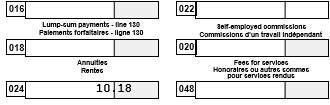 016
022
Lump-sum payments - line 130
Paiements forfaitaires - ligne 130
Self-employed commissions
Commissions d'un travail indépendant
018
020
Annuities
Rentes
Fees for services
Honoraires ou autres sommes
pour services rendus
024 10.18
048